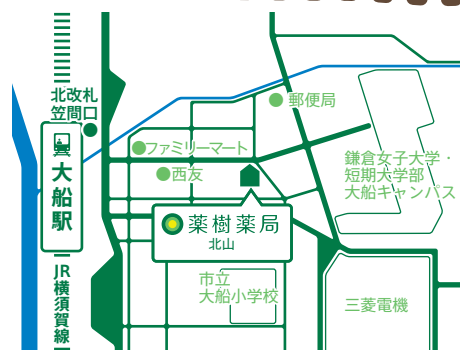 北改札
笠間口
郵便局
ファミリーマート
西友
鎌倉女子大学・
短期大学部
大船キャンパス
大船駅
薬樹薬局
北山
市立
大船小学校
JR横須賀線
三菱電機